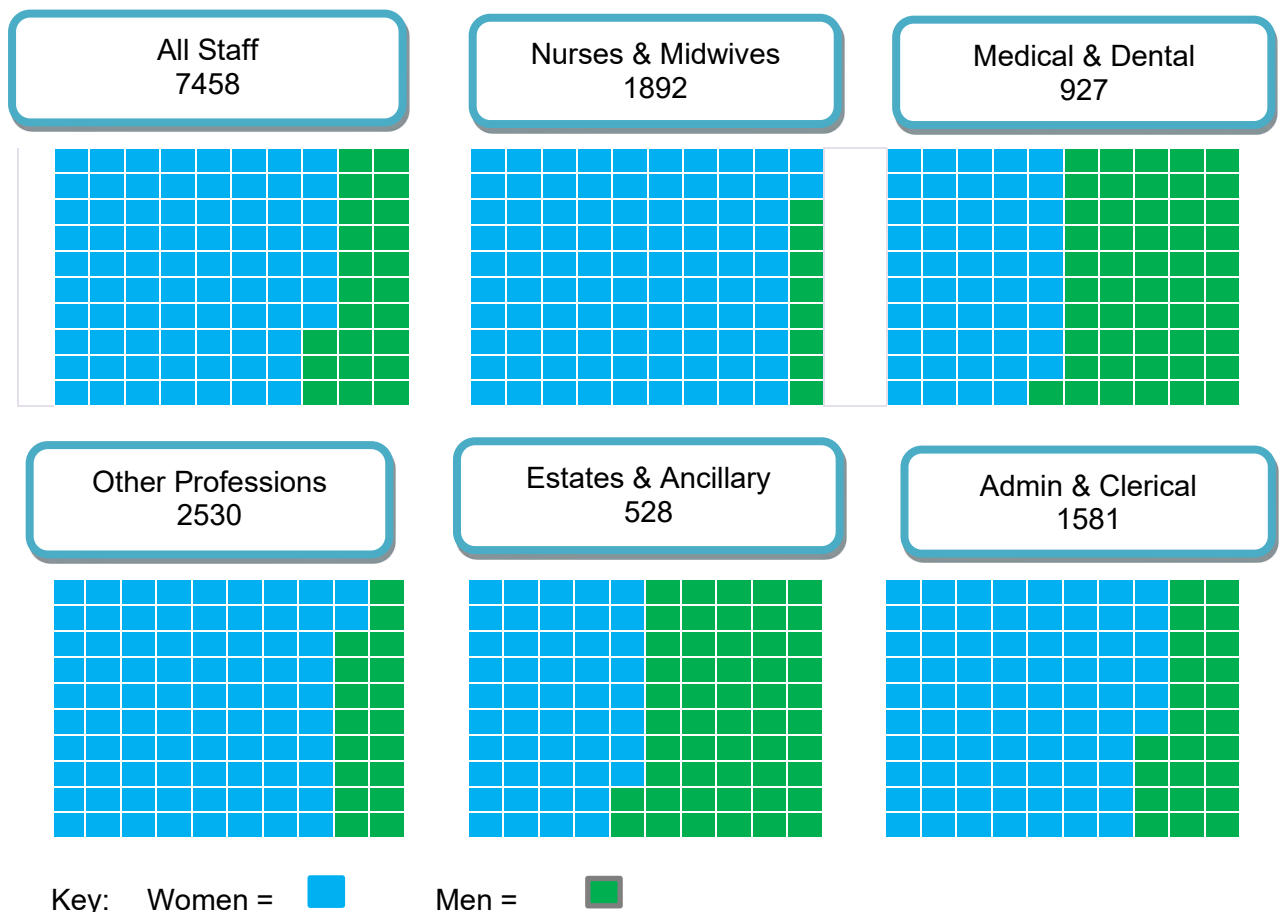 All Staff
7458
Nurses & Midwives
1892
Medical & Dental
927
Other Professions
2530
Estates & Ancillary
528
Admin & Clerical
1581
Key: Women = Men =